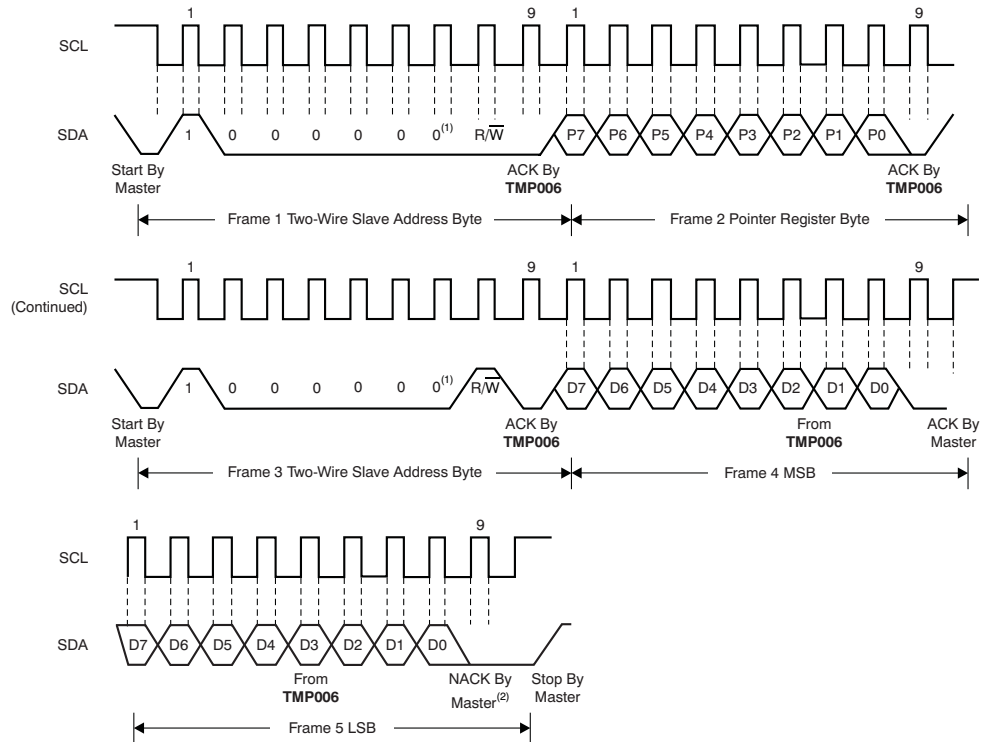 1 9 1 9
SCL
SDA 1 0 0 0 0 0 0(1) R/W P7 P6 P5 P4 P3 P2 P1 P0
Start By Master
ACK By TMP006
ACK By TMP006
Frame 1 Two-Wire Slave Address Byte
Frame 2 Pointer Register Byte
1 9 1 9
SCL
(Continued)
SDA 1 0 0 0 0 0 0(1) R/W D7 D6 D5 D4 D3 D2 D1 D0
Start By Master
ACK By TMP006
From TMP006
ACK By Master
Frame 3 Two-Wire Slave Address Byte
Frame 4 MSB
1 9
SCL
SDA D7 D6 D5 D4 D3 D2 D1 D0
From TMP006
NACK By Master(2)
Stop By Master
Frame 5 LSB